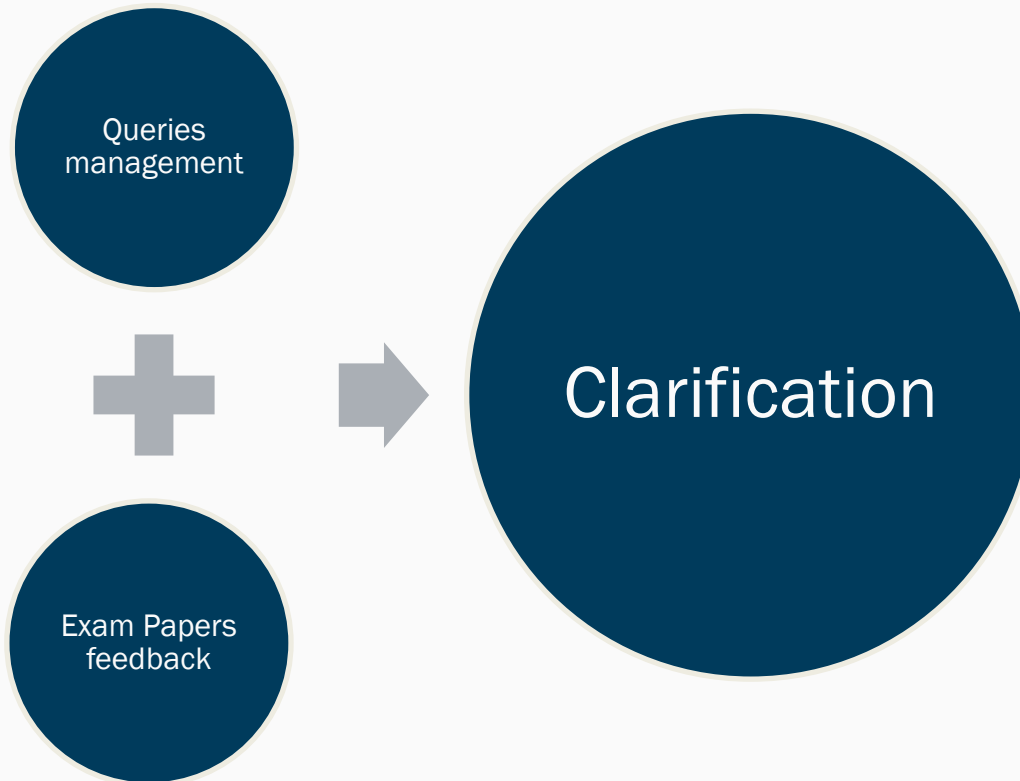 Queries
management
Clarification
Exam Papers
feedback